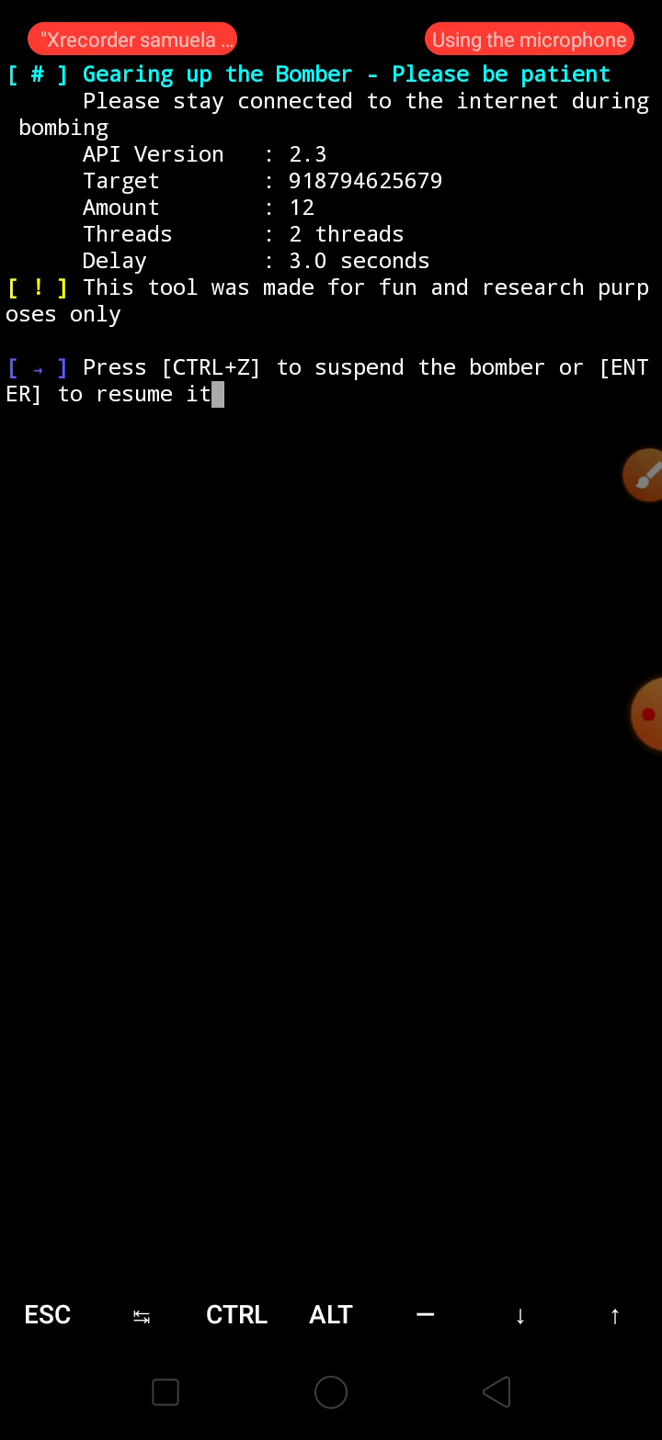 "Xrecorder samuela ... Using the microphone
[ # ] Gearing up the Bomber - Please be patient
Please stay connected to the internet during
bombing
API Version : 2.3
Target : 918794625679
Amount : 12
Threads : 2 threads
Delay : 3.0 seconds
[ ! ] This tool was made for fun and research purp
oses only
[ → ] Press [CTRL+Z] to suspend the bomber or [ENT
ER] to resume it
ESC ↹ CTRL ALT — ↓ ↑